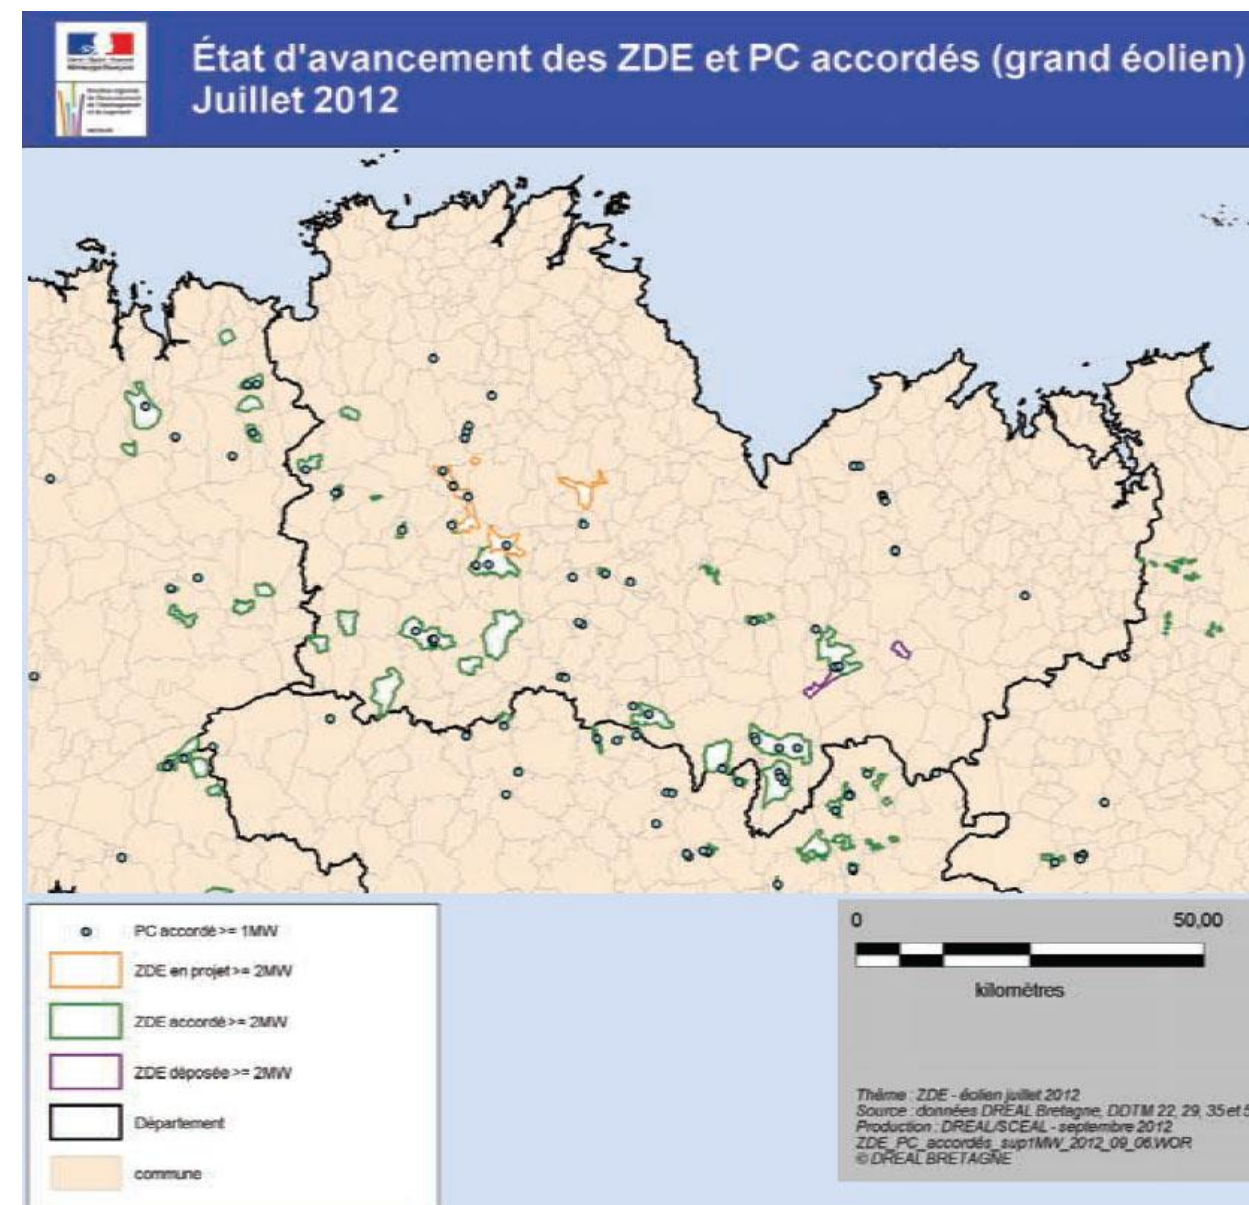 État d'avancement des ZDE et PC accordés (grand éolien)
Juillet 2012
PC accordé >= 1MW
ZDE en projet >= 2MW
ZDE accordé >= 2MW
ZDE déposée >= 2MW
Département
commune
0 50,00
kilomètres
Thème : ZDE - éolien juillet 2012
Source : données DREAL Bretagne, DDTM 22, 29, 35 et 5
Production : DREAL/SCEAL - septembre 2012
ZDE_PC_accordés_sup1MW_2012_09_06.WOR
© DREAL BRETAGNE